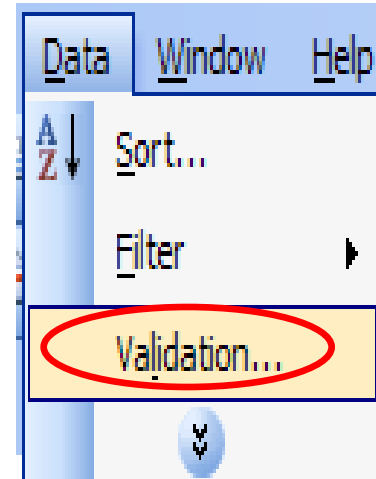 Data Window Help
A
Z Sort...
Filter
Validation...